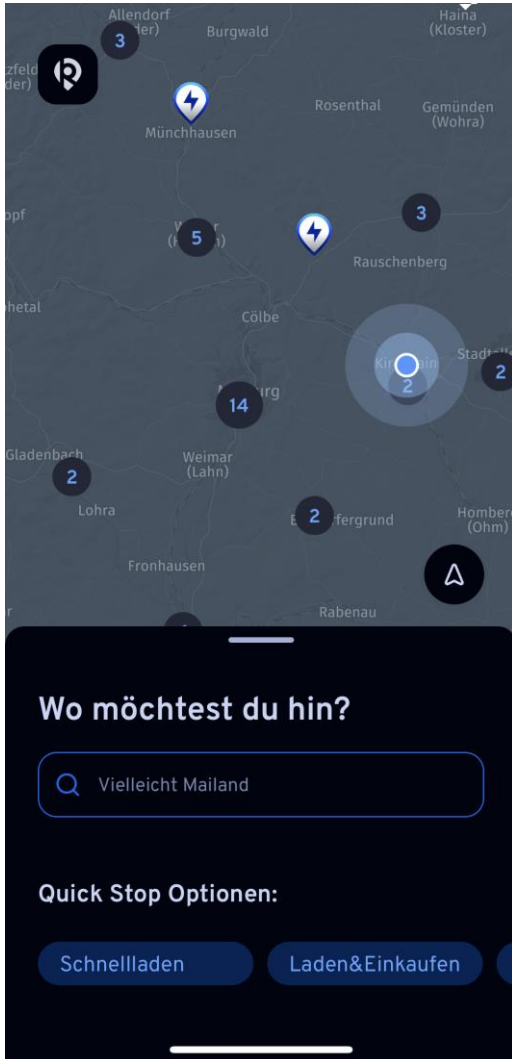 Allendorf
Haina
(Kloster)
3
Burgwald
Rosenthal
Gemünden
(Wohra)
Münchhausen
3
5
Rauschenberg
Cölbe
2
2
14
Gladenbach
Weimar
(Lahn)
2
Lohra
2
Fronhausen
Rabenau
(Ohm)
Wo möchtest du hin?
Vielleicht Mailand
Quick Stop Optionen:
Schnellladen
Laden&Einkaufen